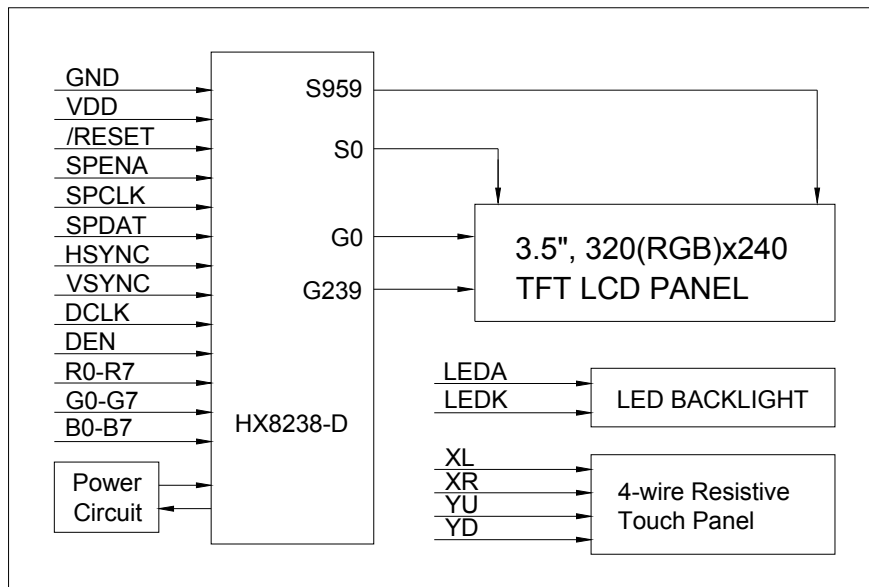 GND
VDD
/RESET
SPENA
SPCLK
SPDAT
HSYNC
VSYNC
DCLK
DEN
R0-R7
G0-G7
B0-B7
Power
Circuit
S959
S0
G0
G239
HX8238-D
3.5", 320(RGB)x240
TFT LCD PANEL
LEDA
LEDK
LED BACKLIGHT
XL
XR
YU
YD
4-wire Resistive
Touch Panel